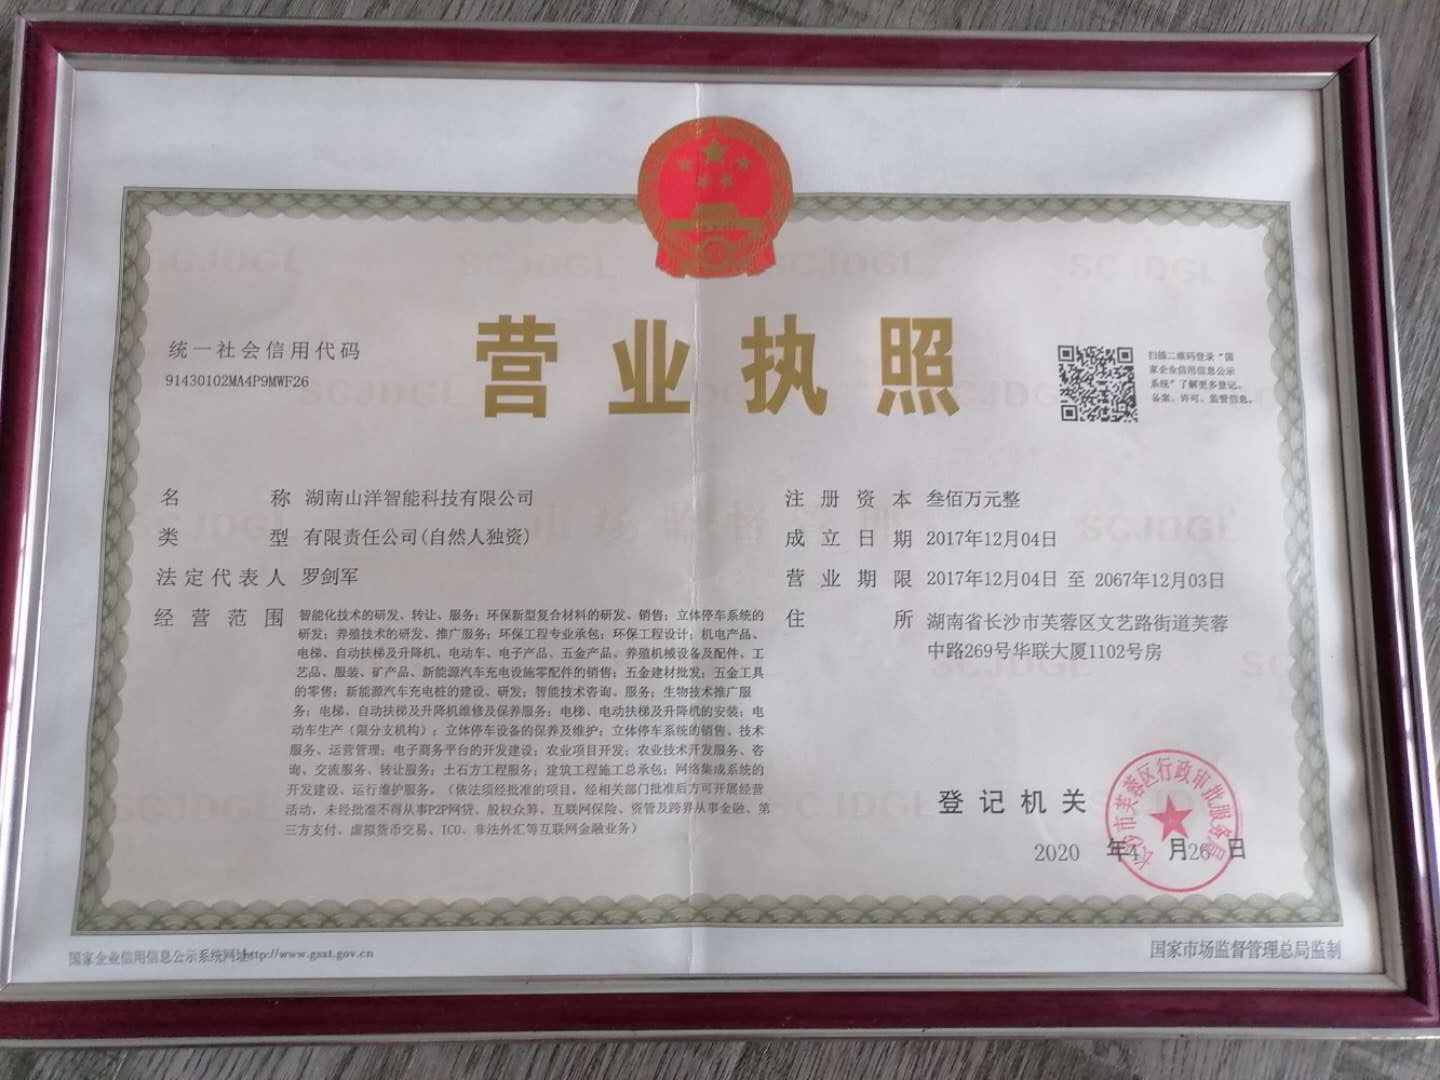 营业执照
统一社会信用代码
91430102MA4P9MWF26
扫描二维码登录“国
家企业信用信息公示
系统”了解更多登记、
备案、许可、监管信息。
名称 湖南山洋智能科技有限公司
类型 有限责任公司(自然人独资)
法定代表人 罗剑军
经营范围 智能化技术的研发、转让、服务；环保新型复合材料的研发、销售；立体停车系统的
研发；养殖技术的研发、推广服务；环保工程专业承包；环保工程设计；机电产品、
电梯、自动扶梯及升降机、电动车、电子产品、五金产品、养殖机械设备及配件、工
艺品、服装、矿产品、新能源汽车充电设施零配件的销售；五金建材批发；五金工具
的零售；新能源汽车充电桩的建设、研发；智能技术咨询、服务；生物技术推广服
务；电梯、自动扶梯及升降机维修及保养服务；电梯、电动扶梯及升降机的安装；电
动车生产（限分支机构）；立体停车设备的保养及维护；立体停车系统的销售、技术
服务、运营管理；电子商务平台的开发建设；农业项目开发；农业技术开发服务、咨
询、交流服务、转让服务；土石方工程服务；建筑工程施工总承包；网络集成系统的
开发建设、运行维护服务。（依法须经批准的项目，经相关部门批准后方可开展经营
活动，未经批准不得从事P2P网贷、股权众筹、互联网保险、资管及跨界从事金融、第
三方支付、虚拟货币交易、ICO、非法外汇等互联网金融业务）
注册资本 叁佰万元整
成立日期 2017年12月04日
营业期限 2017年12月04日 至 2067年12月03日
住所 湖南省长沙市芙蓉区文艺路街道芙蓉
中路269号华联大厦1102号房
登记机关
长沙市芙蓉区行政审批服务局
2020 年4 月26 日
国家企业信用信息公示系统网址http://www.gsxt.gov.cn
国家市场监督管理总局监制